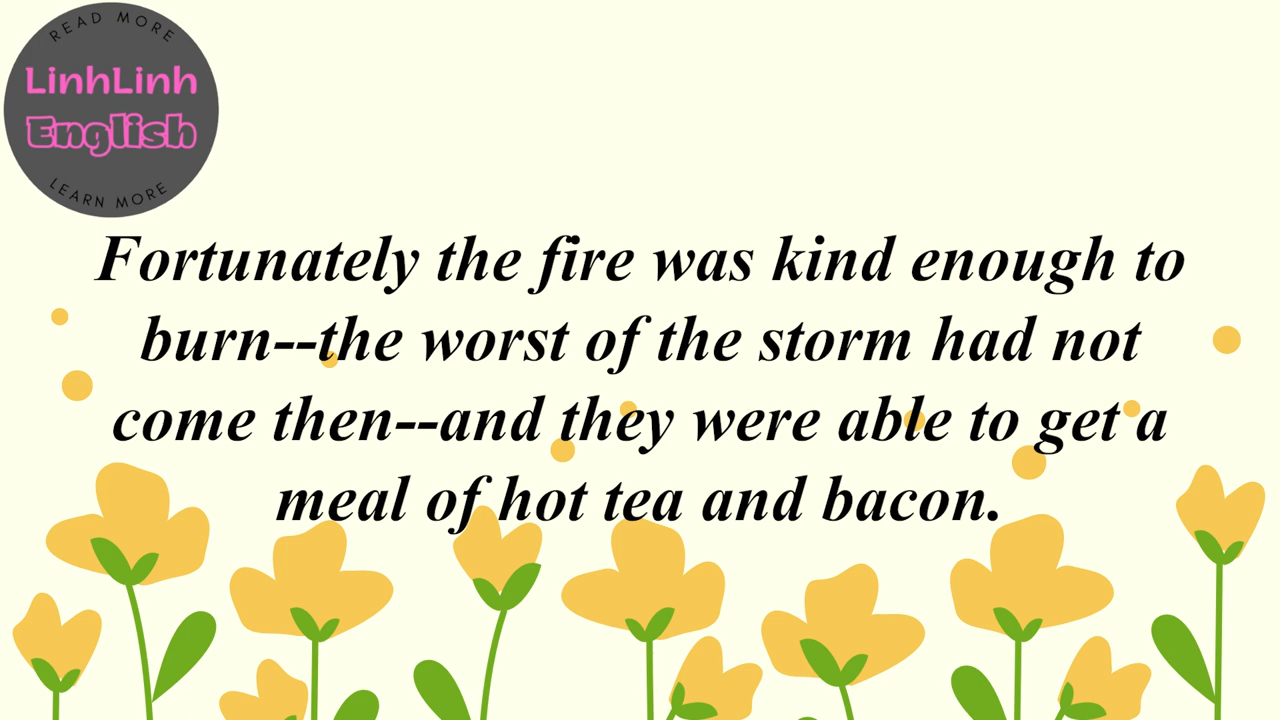 READ MORE
LinhLinh
English
LEARN MORE
Fortunately the fire was kind enough to
burn--the worst of the storm had not
come then--and they were able to get a
meal of hot tea and bacon.